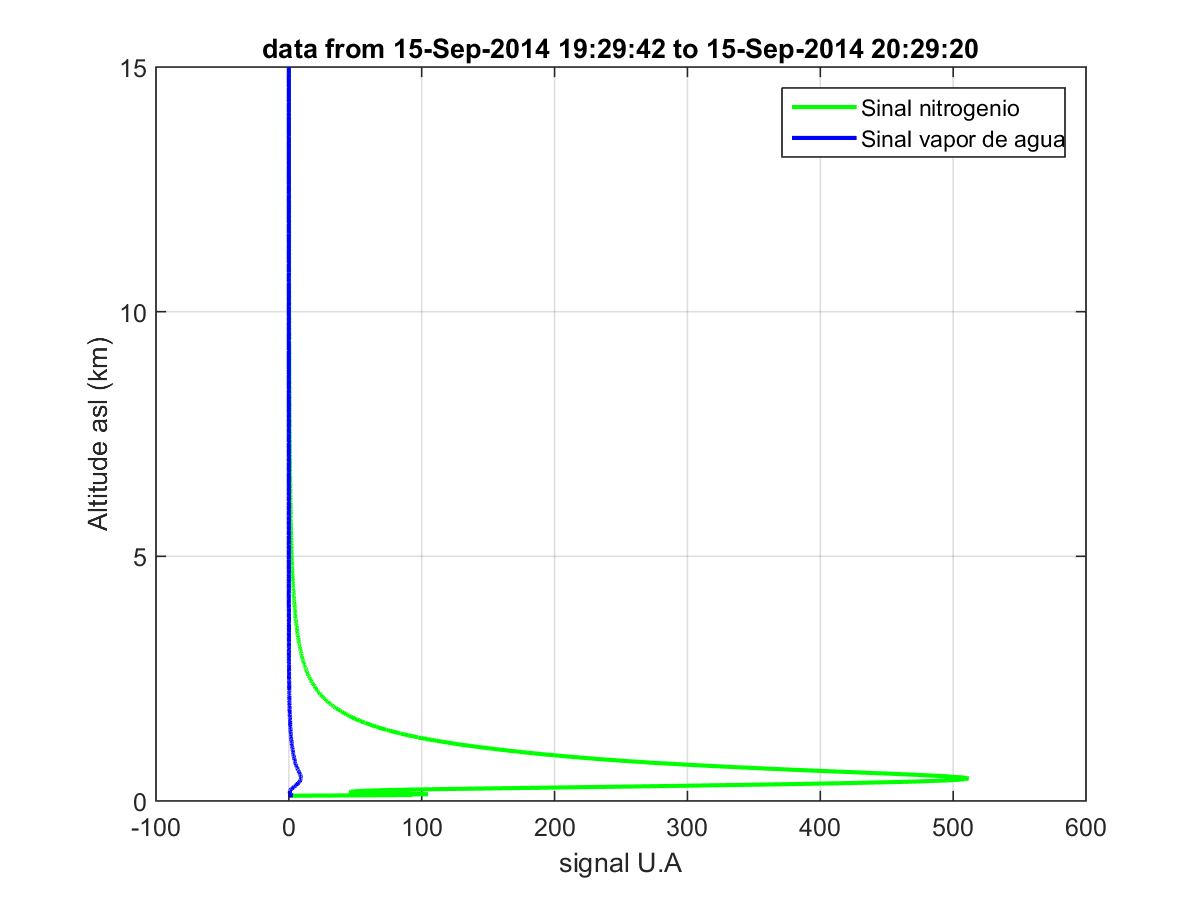 data from 15-Sep-2014 19:29:42 to 15-Sep-2014 20:29:20
Sinal nitrogenio
Sinal vapor de agua
15
10
5
0
Altitude asl (km)
-100 0 100 200 300 400 500 600
signal U.A